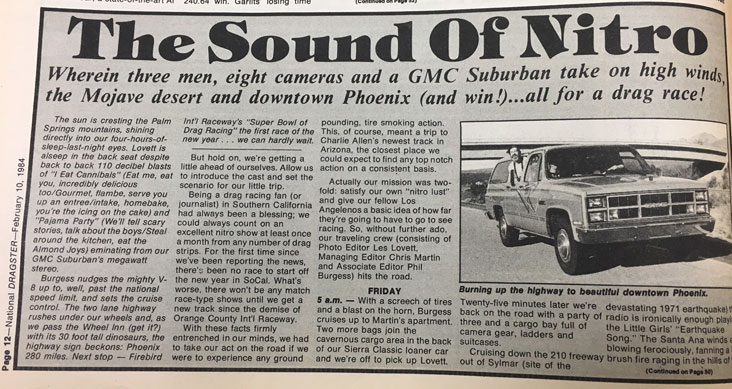 a state-of-the-art
240.64 win. Garlits' losing time
The Sound Of Nitro
Wherein three men, eight cameras and a GMC Suburban take on high winds,
the Mojave desert and downtown Phoenix (and win!)...all for a drag race!
The sun is cresting the Palm
Springs mountains, shining
directly into our four-hours-of-
sleep-last-night eyes. Lovett is
alseep in the back seat despite
back to back 110 decibel blasts
of "I Eat Cannibals" (Eat me, eat
you, incredibly delicious
too/Gourmet, flambe, serve you
up an entree/intake, homebake,
you're the icing on the cake) and
"Pajama Party" (We'll tell scary
stories, talk about the boys/Steal
around the kitchen, eat the
Almond Joys) eminating from our
GMC Suburban's megawatt
stereo.
Burgess nudges the mighty V-
8 up to, well, past the national
speed limit, and sets the cruise
control. The two lane highway
rushes under our wheels and, as
we pass the Wheel Inn (get it?)
with its 30 foot tall dinosaurs, the
highway sign beckons: Phoenix
280 miles. Next stop — Firebird
Int'l Raceway's "Super Bowl of
Drag Racing" the first race of the
new year . . . we can hardly wait.
But hold on, we're getting a
little ahead of ourselves. Allow us
to introduce the cast and set the
scenario for our little trip.
Being a drag racing fan (or
journalist) in Southern California
had always been a blessing; we
could always count on an
excellent nitro show at least once
a month from any number of drag
strips. For the first time since
we've been reporting the news,
there's been no race to start off
the new year in SoCal. What's
worse, there won't be any match
race-type shows until we get a
new track since the demise of
Orange County Int'l Raceway.
With these facts firmly
entrenched in our minds, we had
to take our act on the road if we
were to experience any ground
pounding, tire smoking action.
This, of course, meant a trip to
Charlie Allen's newest track in
Arizona, the closest place we
could expect to find any top notch
action on a consistent basis.
Actually our mission was two-
fold: satisfy our own "nitro lust"
and give our fellow Los
Angelenos a basic idea of how far
they're going to have to go to see
racing. So, without further ado,
our traveling crew (consisting of
Photo Editor Les Lovett,
Managing Editor Chris Martin
and Associate Editor Phil
Burgess) hits the road.
FRIDAY
5 a.m. — With a screech of tires
and a blast on the horn, Burgess
cruises up to Martin's apartment.
Two more bags join the
cavernous cargo area in the back
of our Sierra Classic loaner car
and we're off to pick up Lovett.
Burning up the highway to beautiful downtown Phoenix.
Twenty-five minutes later we're
back on the road with a party of
three and a cargo bay full of
camera gear, ladders and
suitcases.
Cruising down the 210 freeway
out of Sylmar (site of the
devastating 1971 earthquake)
radio is ironically enough
the Little Girls' "Earthquake
Song." The Santa Ana winds
blowing ferociously, fanning a
brush fire raging in the hills of
(Continued on Page 50)
Page 12—National DRAGSTER—February 10, 1984